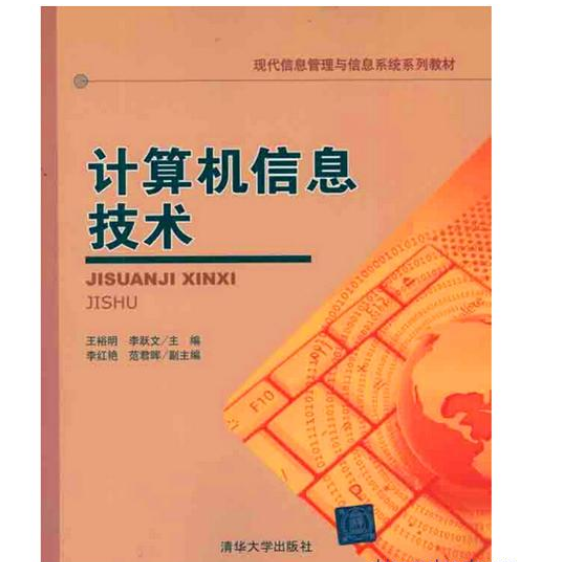 现代信息管理与信息系统系列教材
计算机信息
技术
JISUANJI XINXI
JISHU
王裕明 李跃文/主 编
李红艳 范君晖/副主编
F10
清华大学出版社